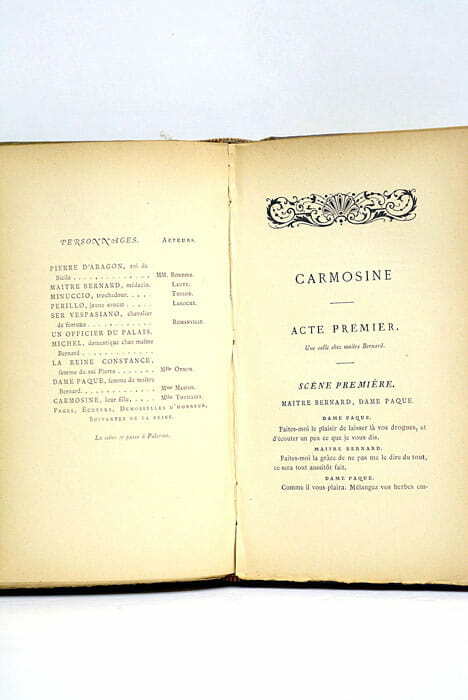 PERSONNAGES. ACTEURS.
PIERRE D'ARAGON, roi de
Sicile . . . . . . . . . . . . . MM.
MAITRE BERNARD, médecin.
MINUCCIO, troubadour. . . .
PERILLO, jeune avocat . . . . LAROCHE.
SER VESPASIANO, chevalier
de fortune . . . . . . . . . . . ROMANVILLE.
UN OFFICIER DU PALAIS.
MICHEL, domestique chez maître
Bernard . . . . . . . . . . . .
LA REINE CONSTANCE,
femme du roi Pierre . . . . . Mlle
DAME PAQUE, femme de maître
Bernard. . . . . . . . . . . . . Mme MASSON.
CARMOSINE, leur fille. . . . . Mlle THUILLIER.
PAGES, ÉCUYERS, DEMOISELLES D'HONNEUR,
SUIVANTES DE LA REINE.
La scène se passe à Palerme.
CARMOSINE
ACTE PREMIER.
Une salle chez maître Bernard.
SCÈNE PREMIÈRE.
MAITRE BERNARD, DAME PAQUE.
DAME PAQUE.
Faites-moi le plaisir de laisser là vos drogues, et
d'écouter un peu ce que je vous dis.
MAITRE BERNARD.
Faites-moi la grâce de ne pas me le dire du tout,
ce sera tout aussitôt fait.
DAME PAQUE.
Comme il vous plaira. Mélangez vos herbes em-